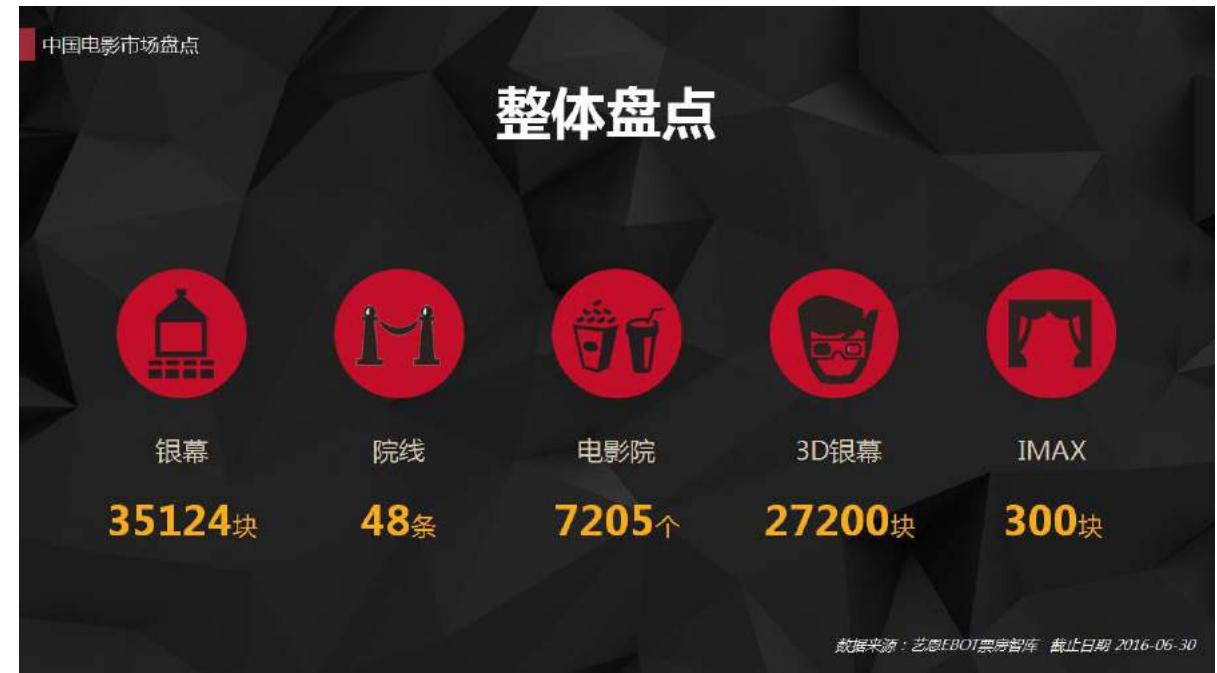 中国电影市场盘点
整体盘点
银幕
院线
电影院
3D银幕
IMAX
35124块
48条
7205个
27200块
300块
数据来源：艺恩EBOT票房智库 截止日期 2016-06-30